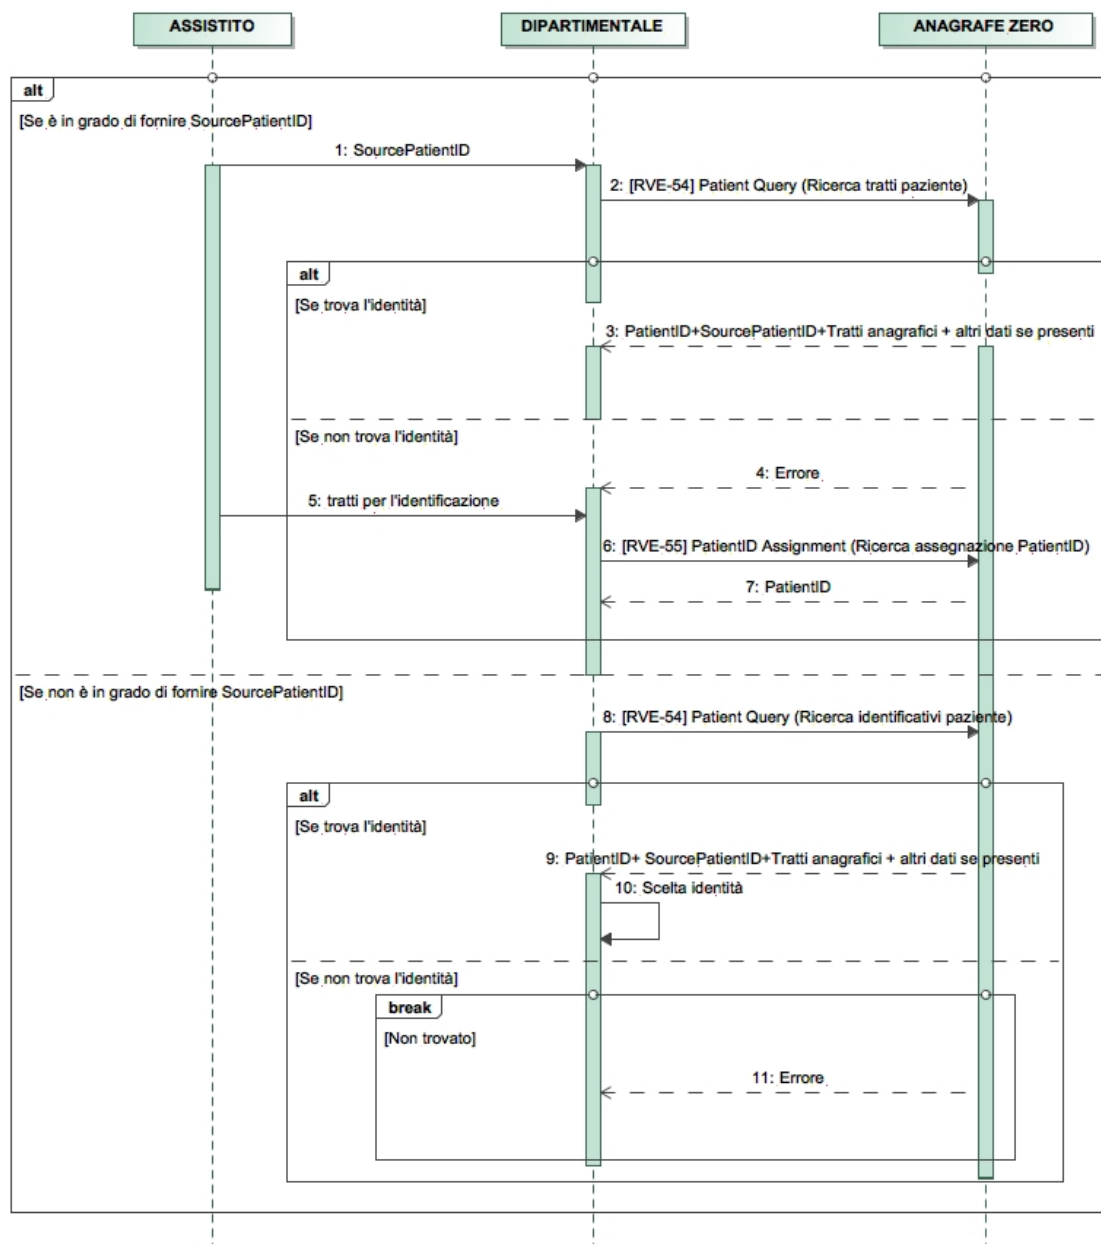 ASSISTITO
DIPARTIMENTALE
ANAGRAFE ZERO
alt
[Se è in grado di fornire SourcePatientID]
1: SourcePatientID
2: [RVE-54] Patient Query (Ricerca tratti paziente)
alt
[Se trova l'identità]
3: PatientID+SourcePatientID+Tratti anagrafici + altri dati se presenti
[Se non trova l'identità]
4: Errore
5: tratti per l'identificazione
6: [RVE-55] PatientID Assignment (Ricerca assegnazione PatientID)
7: PatientID
[Se non è in grado di fornire SourcePatientID]
8: [RVE-54] Patient Query (Ricerca identificativi paziente)
alt
[Se trova l'identità]
9: PatientID+ SourcePatientID+Tratti anagrafici + altri dati se presenti
10: Scelta identità
[Se non trova l'identità]
break
[Non trovato]
11: Errore